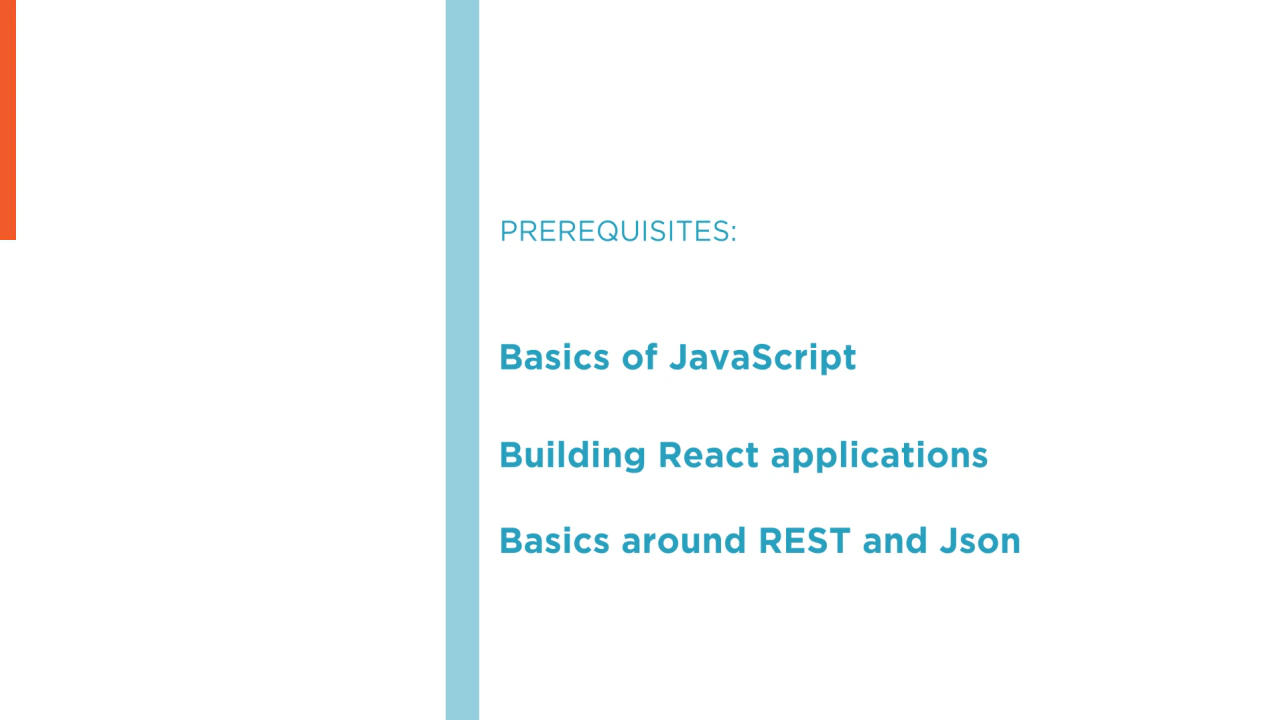 PREREQUISITES:
Basics of JavaScript
Building React applications
Basics around REST and Json